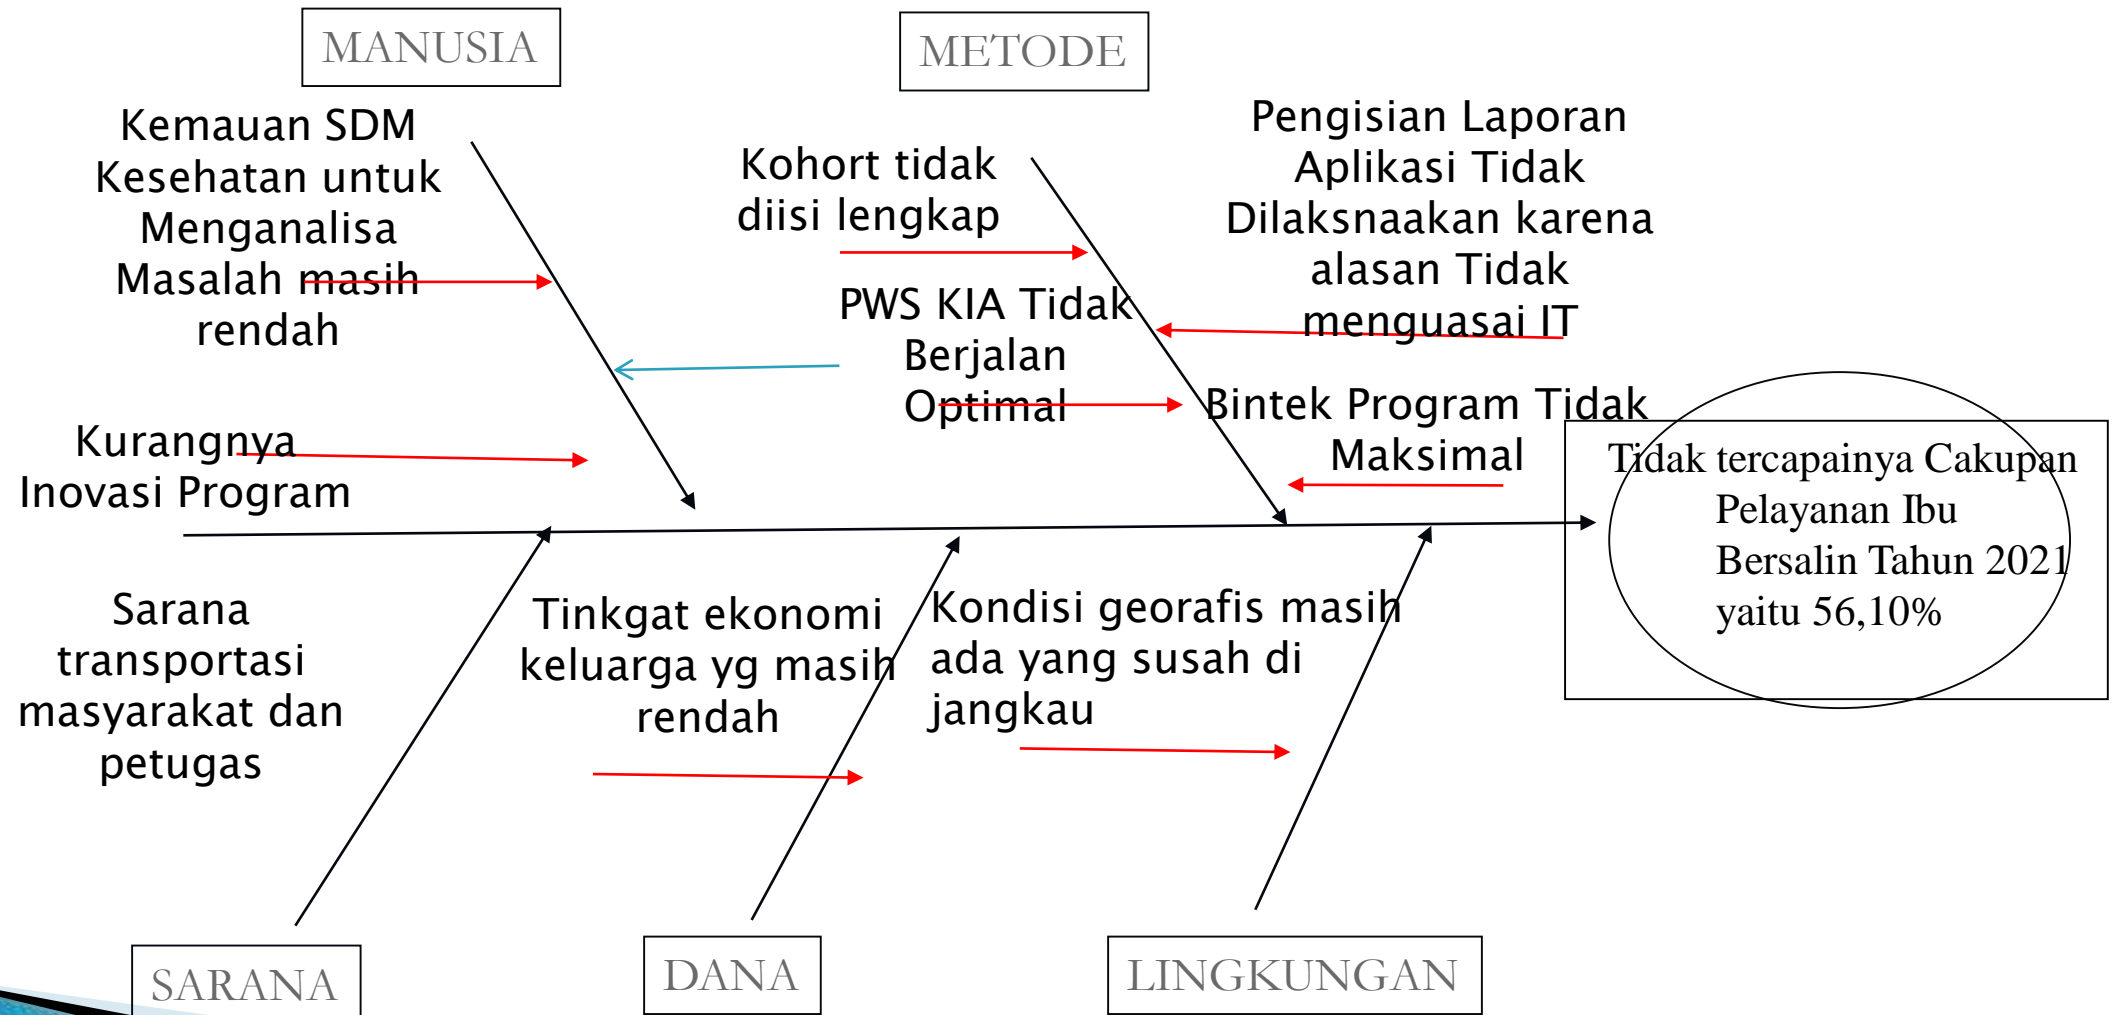 MANUSIA
METODE
Kemauan SDM
Kesehatan untuk
Menganalisa
Masalah masih
rendah
Kohort tidak
diisi lengkap
Pengisian Laporan
Aplikasi Tidak
Dilaksnaakan karena
alasan Tidak
menguasai IT
PWS KIA Tidak
Berjalan
Optimal
Kurangnya
Inovasi Program
Bintek Program Tidak
Maksimal
Tidak tercapainya Cakupan
Pelayanan Ibu
Bersalin Tahun 2021
yaitu 56,10%
Sarana
transportasi
masyarakat dan
petugas
Tinkgat ekonomi
keluarga yg masih
rendah
Kondisi georafis masih
ada yang susah di
jangkau
SARANA
DANA
LINGKUNGAN